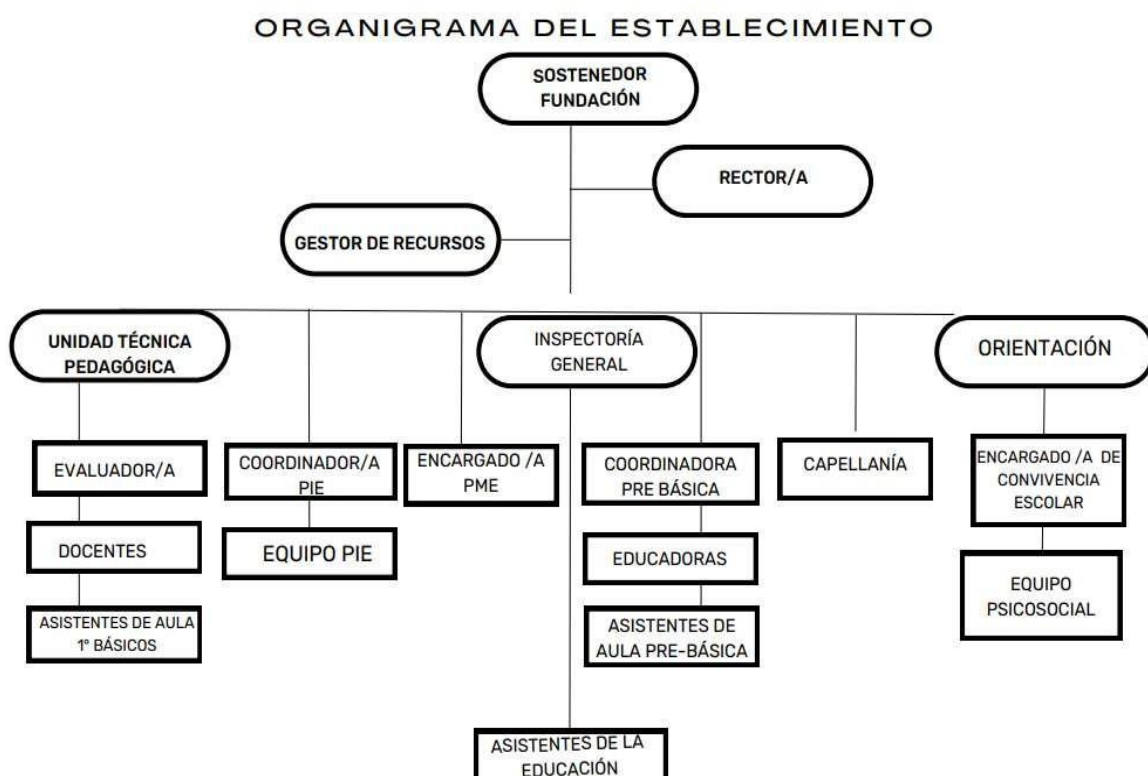 ORGANIGRAMA DEL ESTABLECIMIENTO
SOSTENEDOR
FUNDACIÓN
RECTOR/A
GESTOR DE RECURSOS
UNIDAD TÉCNICA
PEDAGÓGICA
INSPECTORÍA
GENERAL
ORIENTACIÓN
EVALUADOR/A
COORDINADOR/A
PIE
ENCARGADO /A
PME
COORDINADORA
PRE BÁSICA
CAPELLANÍA
ENCARGADO /A DE
CONVIVENCIA
ESCOLAR
DOCENTES
EQUIPO PIE
EDUCADORAS
EQUIPO
PSICOSOCIAL
ASISTENTES DE AULA
1° BÁSICOS
ASISTENTES DE
AULA PRE-BÁSICA
ASISTENTES DE LA
EDUCACIÓN